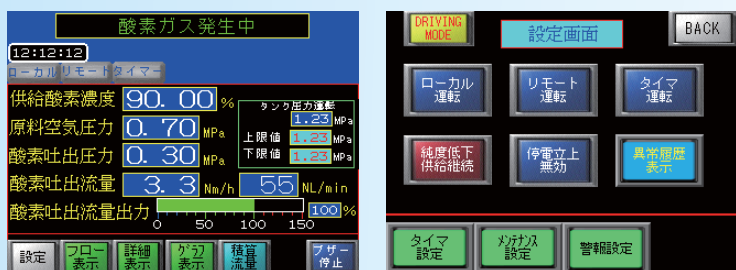 酸素ガス発生中
12:12:12
ローカル リモート タイマー
供給酸素濃度 90. 00 %
原料空気圧力 0. 70 MPa
酸素吐出圧力 0. 30 MPa
タンク圧力運転
1.23 MPa
上限値 1.23 MPa
下限値 1.23 MPa
酸素吐出流量 3. 3 Nm/h 55 NL/min
酸素吐出流量出力 100 %
0 50 100 150
設定
フロー
表示
詳細
表示
グラフ
表示
積算
流量
ブザー
停止
DRIVING
MODE
設定画面
BACK
ローカル
運転
リモート
運転
タイマ
運転
純度低下
供給継続
停電立上
無効
異常履歴
表示
タイマ
設定
メンテナンス
設定
警報設定